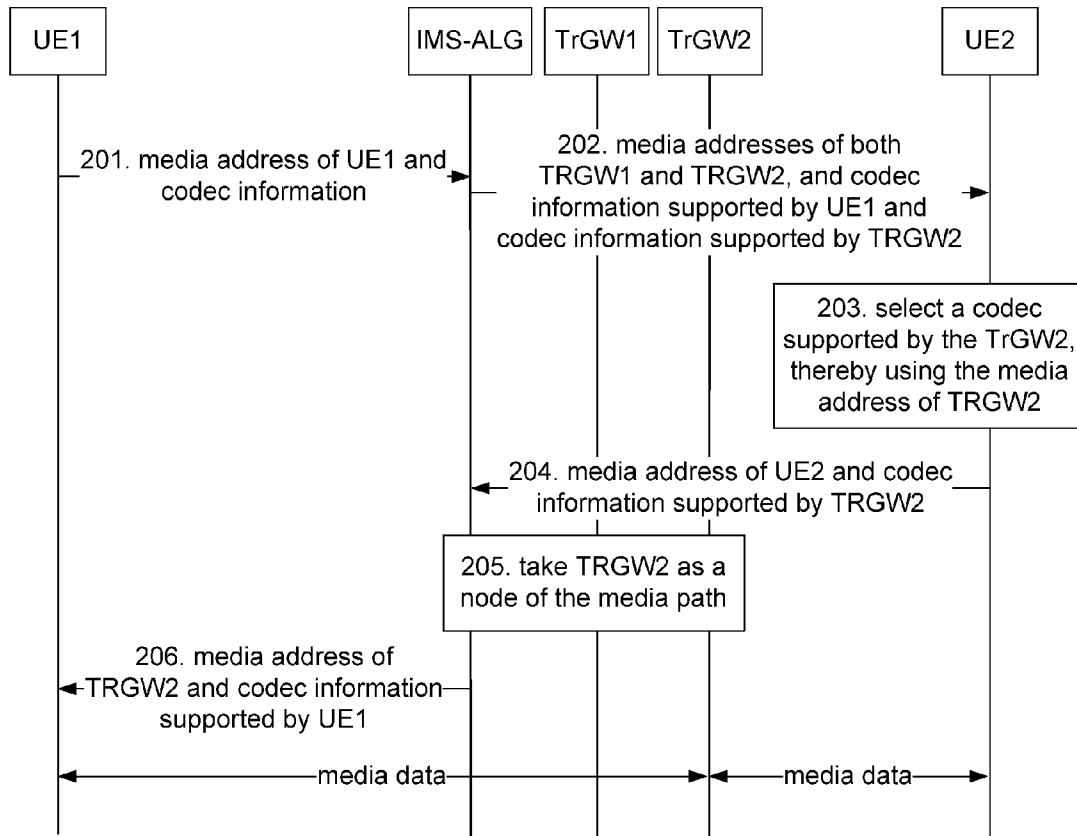 UE1
IMS-ALG
TrGW1
TrGW2
UE2
201. media address of UE1 and
codec information
202. media addresses of both
TRGW1 and TRGW2, and codec
information supported by UE1 and
codec information supported by TRGW2
203. select a codec
supported by the TrGW2,
thereby using the media
address of TRGW2
204. media address of UE2 and codec
information supported by TRGW2
205. take TRGW2 as a
node of the media path
206. media address of
TRGW2 and codec information
supported by UE1
media data
media data